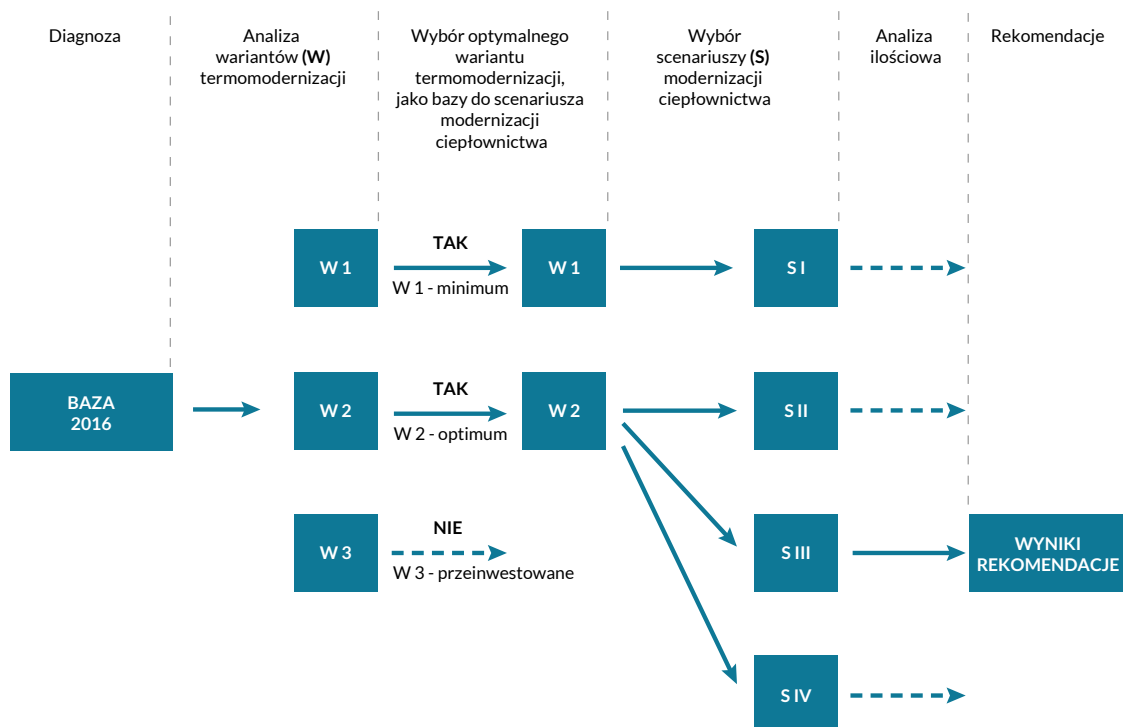 Diagnoza
Analiza
wariantów (W)
termomodernizacji
Wybór optymalnego
wariantu
termomodernizacji,
jako bazy do scenariusza
modernizacji
ciepłownictwa
Wybór
scenariuszy (S)
modernizacji
ciepłownictwa
Analiza
ilościowa
Rekomendacje
W 1
TAK
W 1 - minimum
W 1
S I
BAZA
2016
W 2
TAK
W 2 - optimum
W 2
S II
W 3
NIE
W 3 - przeinwestowane
S III
WYNIKI
REKOMENDACJE
S IV